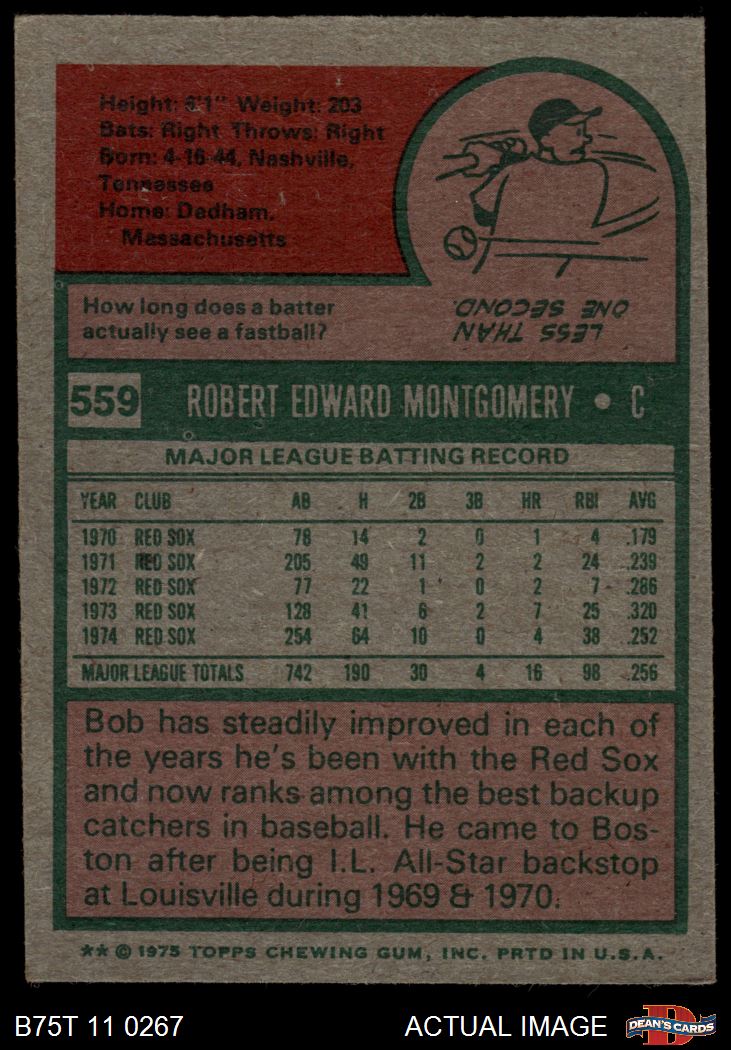 Height: 6'1" Weight: 203
Bats: Right Throws: Right
Born: 4-16-44, Nashville,
Tennessee
Home: Dedham,
Massachusetts
How long does a batter
actually see a fastball?
LESS THAN
ONE SECOND.
559 ROBERT EDWARD MONTGOMERY • C
MAJOR LEAGUE BATTING RECORD
YEAR CLUB AB H 2B 3B HR RBI AVG
1970 RED SOX 78 14 2 0 1 4 .179
1971 RED SOX 205 49 11 2 2 24 .239
1972 RED SOX 77 22 1 0 2 7 .286
1973 RED SOX 128 41 6 2 7 25 .320
1974 RED SOX 254 64 10 0 4 38 .252
MAJOR LEAGUE TOTALS 742 190 30 4 16 98 .256
Bob has steadily improved in each of
the years he's been with the Red Sox
and now ranks among the best backup
catchers in baseball. He came to Bos-
ton after being I.L. All-Star backstop
at Louisville during 1969 & 1970.
** © 1975 TOPPS CHEWING GUM, INC. PRTD IN U.S.A.
B75T 11 0267 ACTUAL IMAGE DEAN'S CARDS